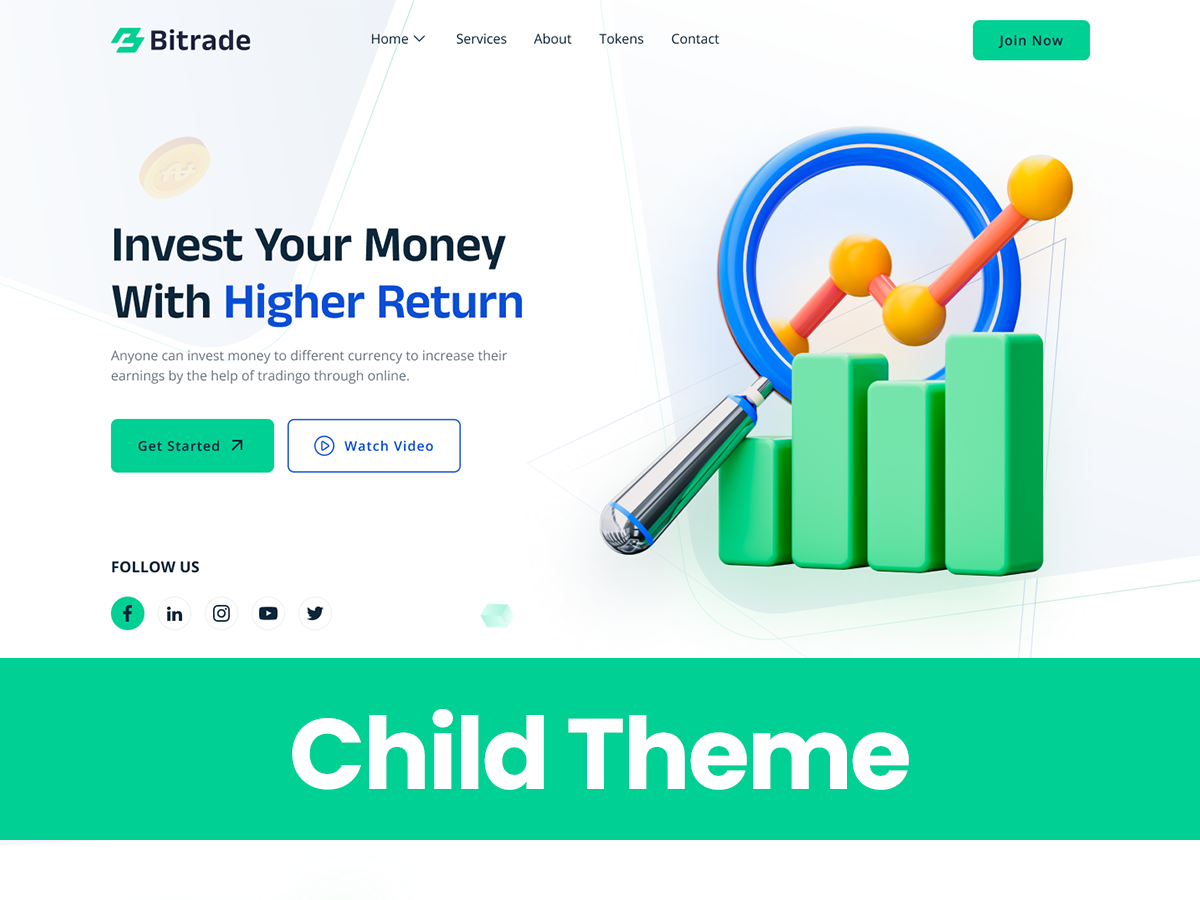 Bitrade
Home
Services
About
Tokens
Contact
Join Now
Invest Your Money
With Higher Return
Anyone can invest money to different currency to increase their
earnings by the help of tradingo through online.
Get Started
Watch Video
FOLLOW US
Child Theme